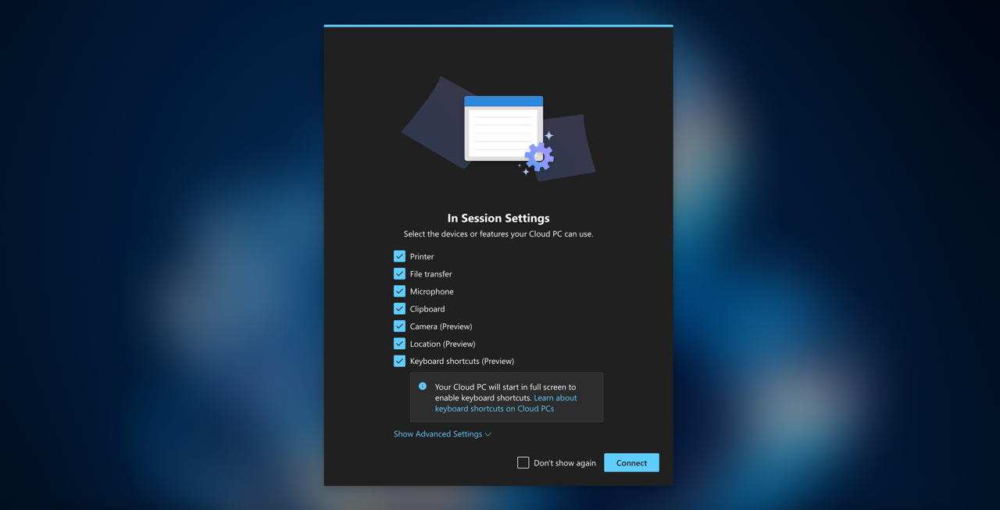 In Session Settings
Select the devices or features your Cloud PC can use.
Printer
File transfer
Microphone
Clipboard
Camera (Preview)
Location (Preview)
Keyboard shortcuts (Preview)
Your Cloud PC will start in full screen to
enable keyboard shortcuts. Learn about
keyboard shortcuts on Cloud PCs
Show Advanced Settings
Don't show again
Connect